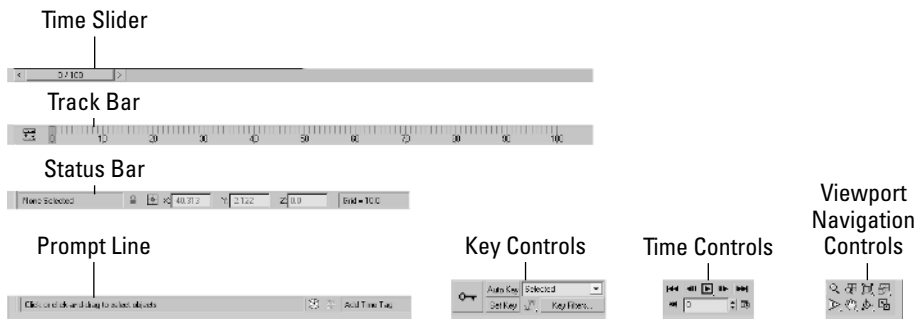 Time Slider
< 0 / 100 >
Track Bar
0 10 20 30 40 50 60 70 80 90 100
Status Bar
None Selected X: 40.313 Y: 2.122 Z: 0.0 Grid = 10.0
Viewport
Navigation
Controls
Prompt Line
Key Controls
Time Controls
Click or click-and-drag to select objects Add Time Tag
Auto Key Selected
Set Key Key Filters...
0